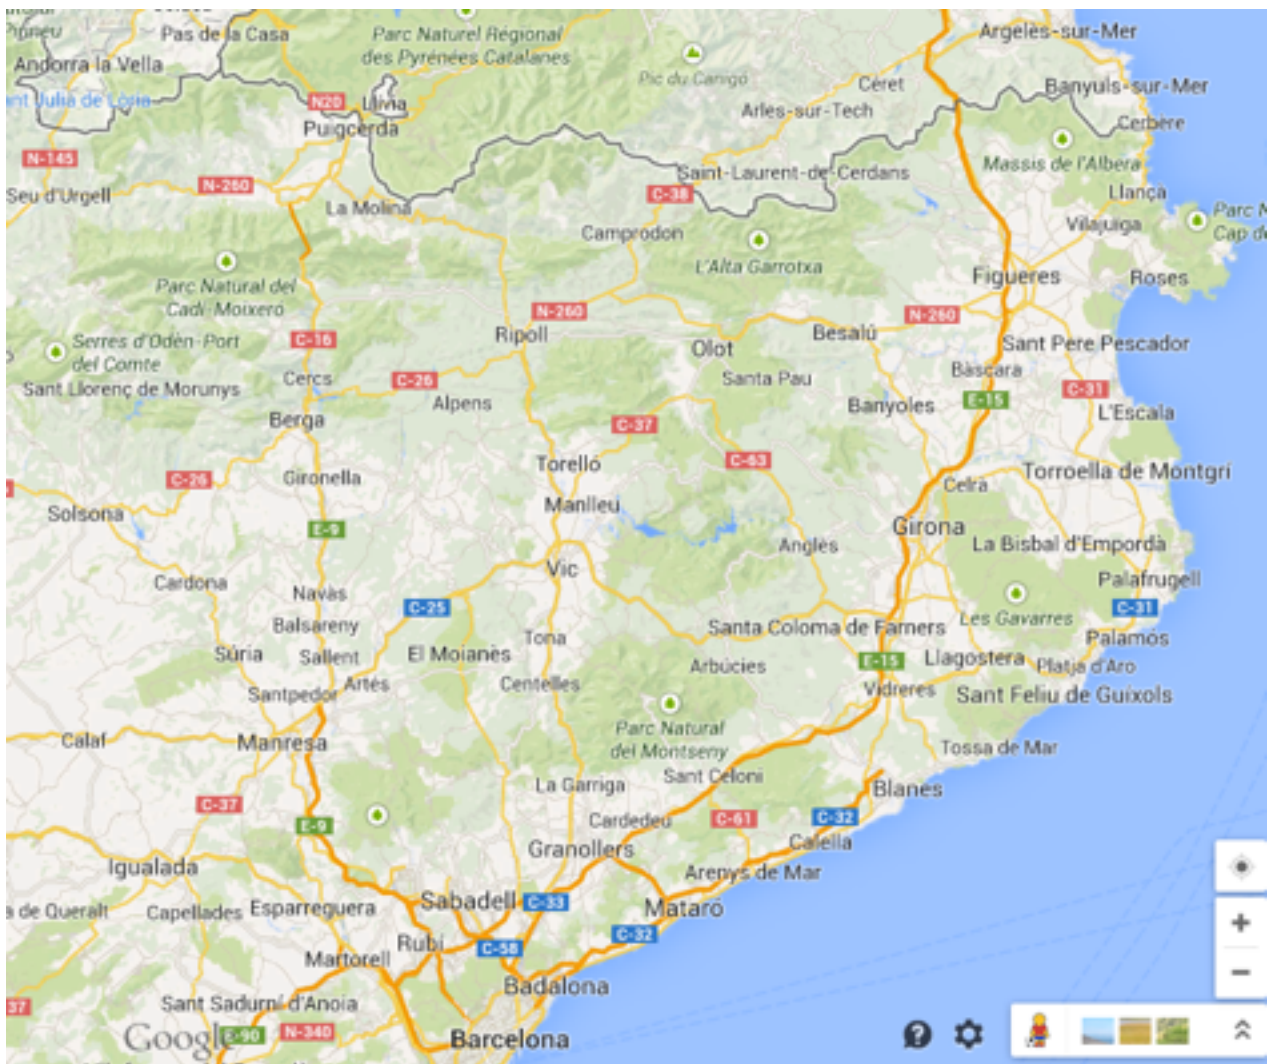 Pas de la Casa
Parc Naturel Régional
des Pyrénées Catalanes
Argelès-sur-Mer
Andorra la Vella
Pic du Canigó
Céret
Banyuls-sur-Mer
N20
Llívia
Arles-sur-Tech
Puigcerdà
Cerbère
N-145
Massis de l'Albera
Saint-Laurent-de-Cerdans
N-260
C-38
Seu d'Urgell
La Molina
Llançà
Parc N
Cap de
Vilajuïga
Camprodon
L'Alta Garrotxa
Figueres
Roses
Parc Natural del
Cadí-Moixeró
N-260
N-260
Ripoll
Besalú
C-16
Serres d'Odèn-Port
del Comte
Olot
Sant Pere Pescador
Bàscara
Cercs
C-26
Santa Pau
Sant Llorenç de Morunys
C-31
Alpens
Banyoles
E-15
L'Escala
Berga
C-37
C-63
Torelló
Torroella de Montgrí
C-26
Gironella
Celrà
Manlleu
Solsona
E-9
Girona
Anglès
La Bisbal d'Empordà
Vic
Cardona
Palafrugell
Navàs
C-25
Les Gavarres
C-31
Balsareny
Tona
Santa Coloma de Farners
Palamós
Súria
Sallent
El Moianès
Arbúcies
E-15
Llagostera
Platja d'Aro
Santpedor
Artés
Centelles
Vidreres
Sant Feliu de Guíxols
Parc Natural
del Montseny
Calaf
Manresa
Tossa de Mar
La Garriga
Sant Celoni
Blanes
C-37
E-9
Cardedeu
C-61
C-32
Calella
Granollers
Igualada
Arenys de Mar
a de Queralt
Capellades
Esparreguera
Sabadell
C-33
Mataró
Rubí
C-58
C-32
Martorell
Badalona
37
Sant Sadurní d'Anoia
Google
E-90
N-340
Barcelona